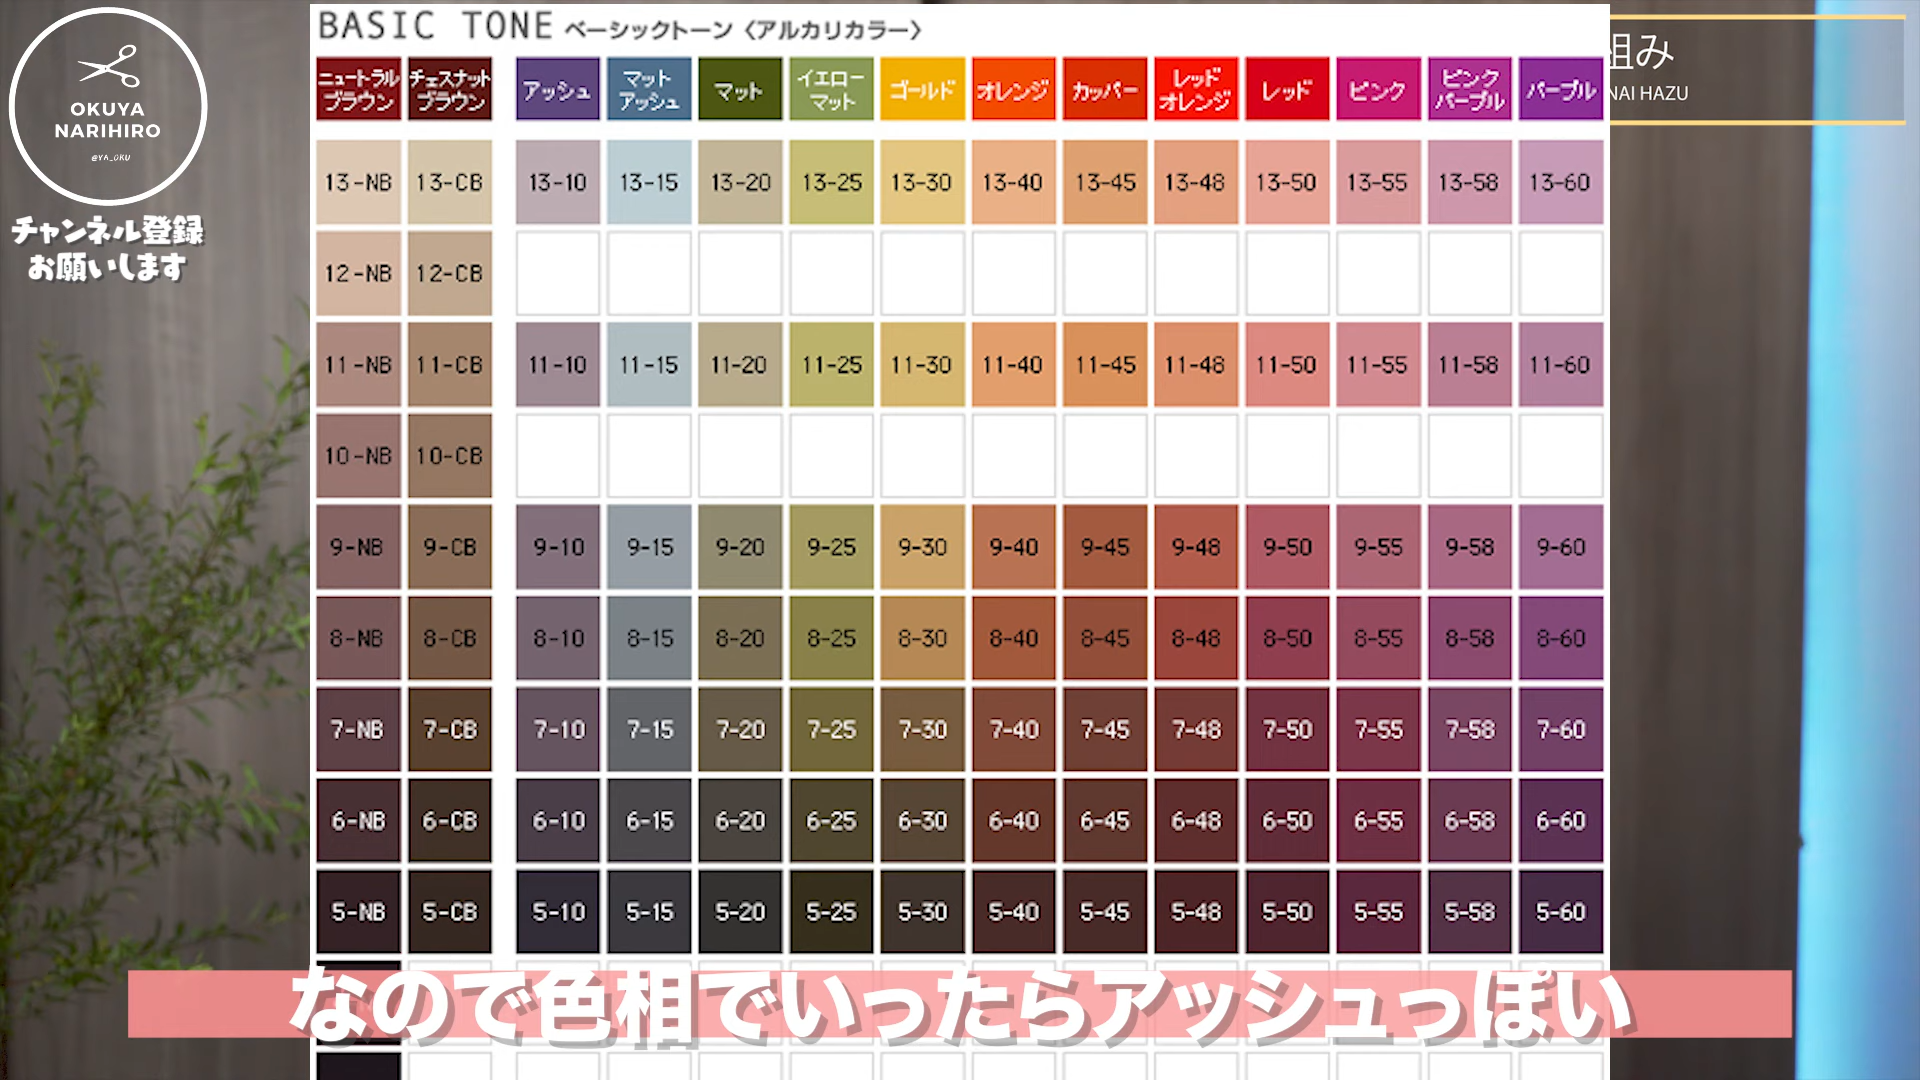 BASIC TONE ベーシックトーン〈アルカリカラー〉
OKUYA
NARIHIRO
@YA_OKU
チャンネル登録
お願いします
組み
NAI HAZU
ニュートラル
ブラウン
チェスナット
ブラウン
アッシュ
マット
アッシュ
マット
イエロー
マット
ゴールド
オレンジ
カッパー
レッド
オレンジ
レッド
ピンク
ピンク
パープル
パープル
13-NB 13-CB 13-10 13-15 13-20 13-25 13-30 13-40 13-45 13-48 13-50 13-55 13-58 13-60
12-NB 12-CB
11-NB 11-CB 11-10 11-15 11-20 11-25 11-30 11-40 11-45 11-48 11-50 11-55 11-58 11-60
10-NB 10-CB
9-NB 9-CB 9-10 9-15 9-20 9-25 9-30 9-40 9-45 9-48 9-50 9-55 9-58 9-60
8-NB 8-CB 8-10 8-15 8-20 8-25 8-30 8-40 8-45 8-48 8-50 8-55 8-58 8-60
7-NB 7-CB 7-10 7-15 7-20 7-25 7-30 7-40 7-45 7-48 7-50 7-55 7-58 7-60
6-NB 6-CB 6-10 6-15 6-20 6-25 6-30 6-40 6-45 6-48 6-50 6-55 6-58 6-60
5-NB 5-CB 5-10 5-15 5-20 5-25 5-30 5-40 5-45 5-48 5-50 5-55 5-58 5-60
なので色相でいったらアッシュっぽい